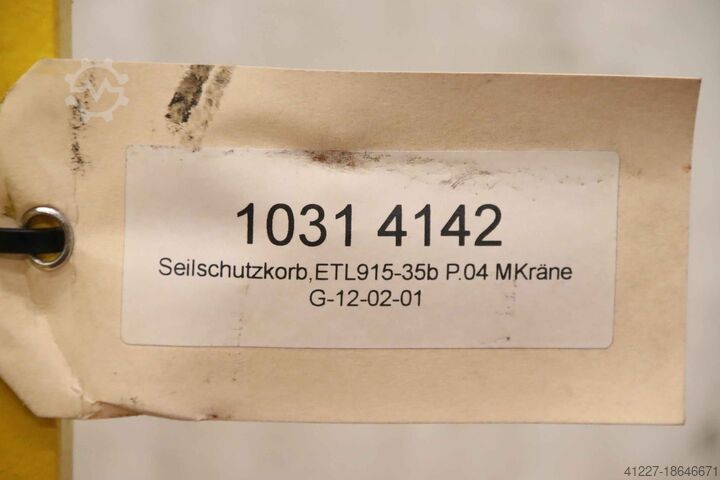 1031 4142
Seilschutzkorb,ETL915-35b P.04 MKräne
G-12-02-01
41227-18646671